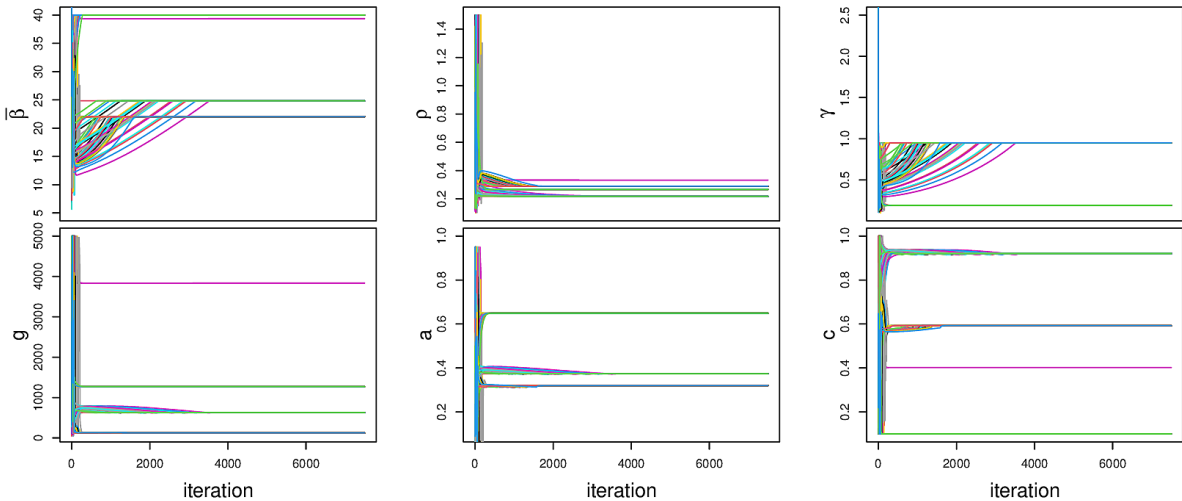 5 10 15 20 25 30 35 40
β̅
0.2 0.4 0.6 0.8 1.0 1.2 1.4
ρ
0.5 1.0 1.5 2.0 2.5
γ
0 1000 2000 3000 4000 5000
g
0 2000 4000 6000
iteration
0.2 0.4 0.6 0.8 1.0
a
0 2000 4000 6000
iteration
0.2 0.4 0.6 0.8 1.0
c
0 2000 4000 6000
iteration